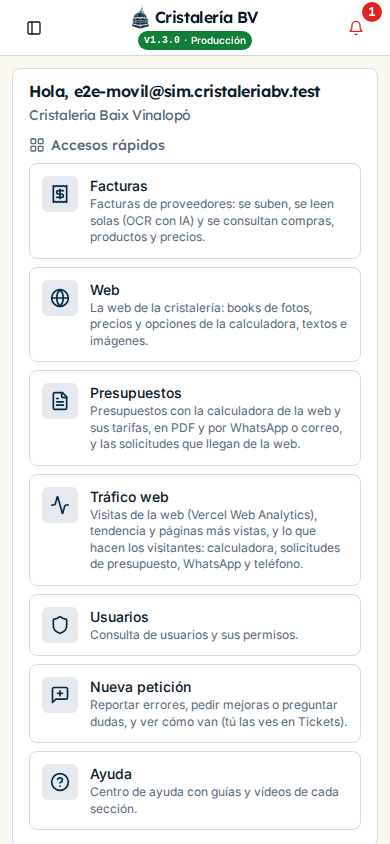 Cristalería BV
1
v1.3.0 · Producción
Hola, e2e-movil@sim.cristaleriabv.test
Cristalería Baix Vinalopó
Accesos rápidos
Facturas
Facturas de proveedores: se suben, se leen
solas (OCR con IA) y se consultan compras,
productos y precios.
Web
La web de la cristalería: books de fotos,
precios y opciones de la calculadora, textos e
imágenes.
Presupuestos
Presupuestos con la calculadora de la web y
sus tarifas, en PDF y por WhatsApp o correo,
y las solicitudes que llegan de la web.
Tráfico web
Visitas de la web (Vercel Web Analytics),
tendencia y páginas más vistas, y lo que
hacen los visitantes: calculadora, solicitudes
de presupuesto, WhatsApp y teléfono.
Usuarios
Consulta de usuarios y sus permisos.
Nueva petición
Reportar errores, pedir mejoras o preguntar
dudas, y ver cómo van (tú las ves en Tickets).
Ayuda
Centro de ayuda con guías y vídeos de cada
sección.